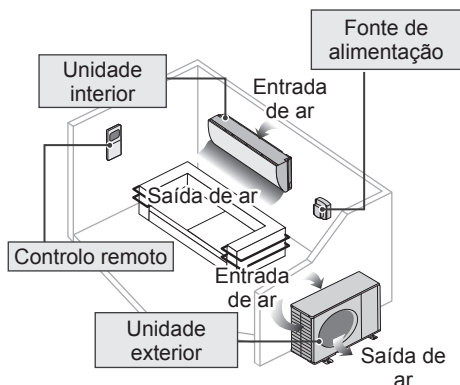 Fonte de
alimentação
Unidade
interior
Entrada
de ar
Saída de ar
Controlo remoto
Entrada
de ar
Unidade
exterior
Saída de
ar